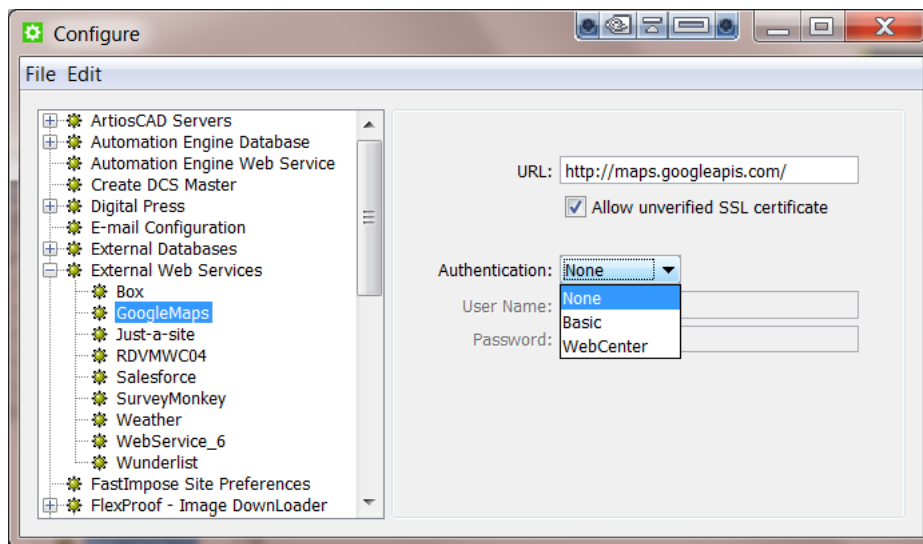 Configure
File Edit
ArtiosCAD Servers
Automation Engine Database
Automation Engine Web Service
Create DCS Master
Digital Press
E-mail Configuration
External Databases
External Web Services
Box
GoogleMaps
Just-a-site
RDVMWC04
Salesforce
SurveyMonkey
Weather
WebService_6
Wunderlist
FastImpose Site Preferences
FlexProof - Image DownLoader
URL: http://maps.googleapis.com/
Allow unverified SSL certificate
Authentication: None
None
Basic
WebCenter
User Name:
Password: